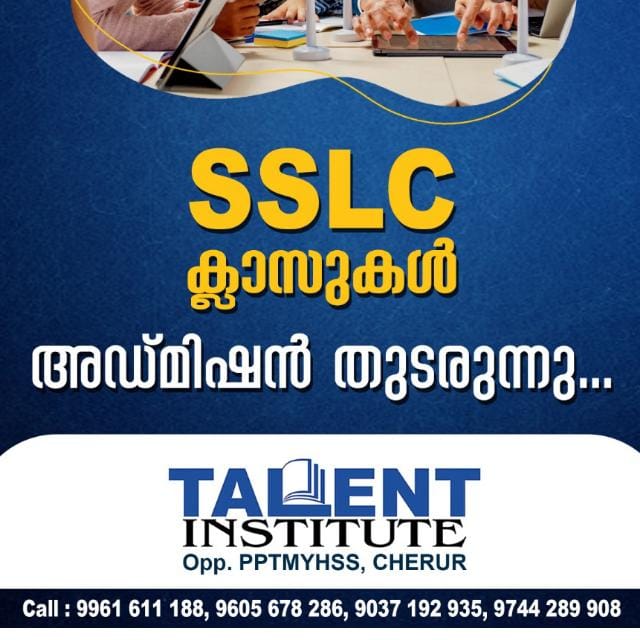 SSLC
ക്ലാസുകൾ
അഡ്മിഷൻ തുടരുന്നു...
TALENT
INSTITUTE
Opp. PPTMYHSS, CHERUR
Call : 9961 611 188, 9605 678 286, 9037 192 935, 9744 289 908